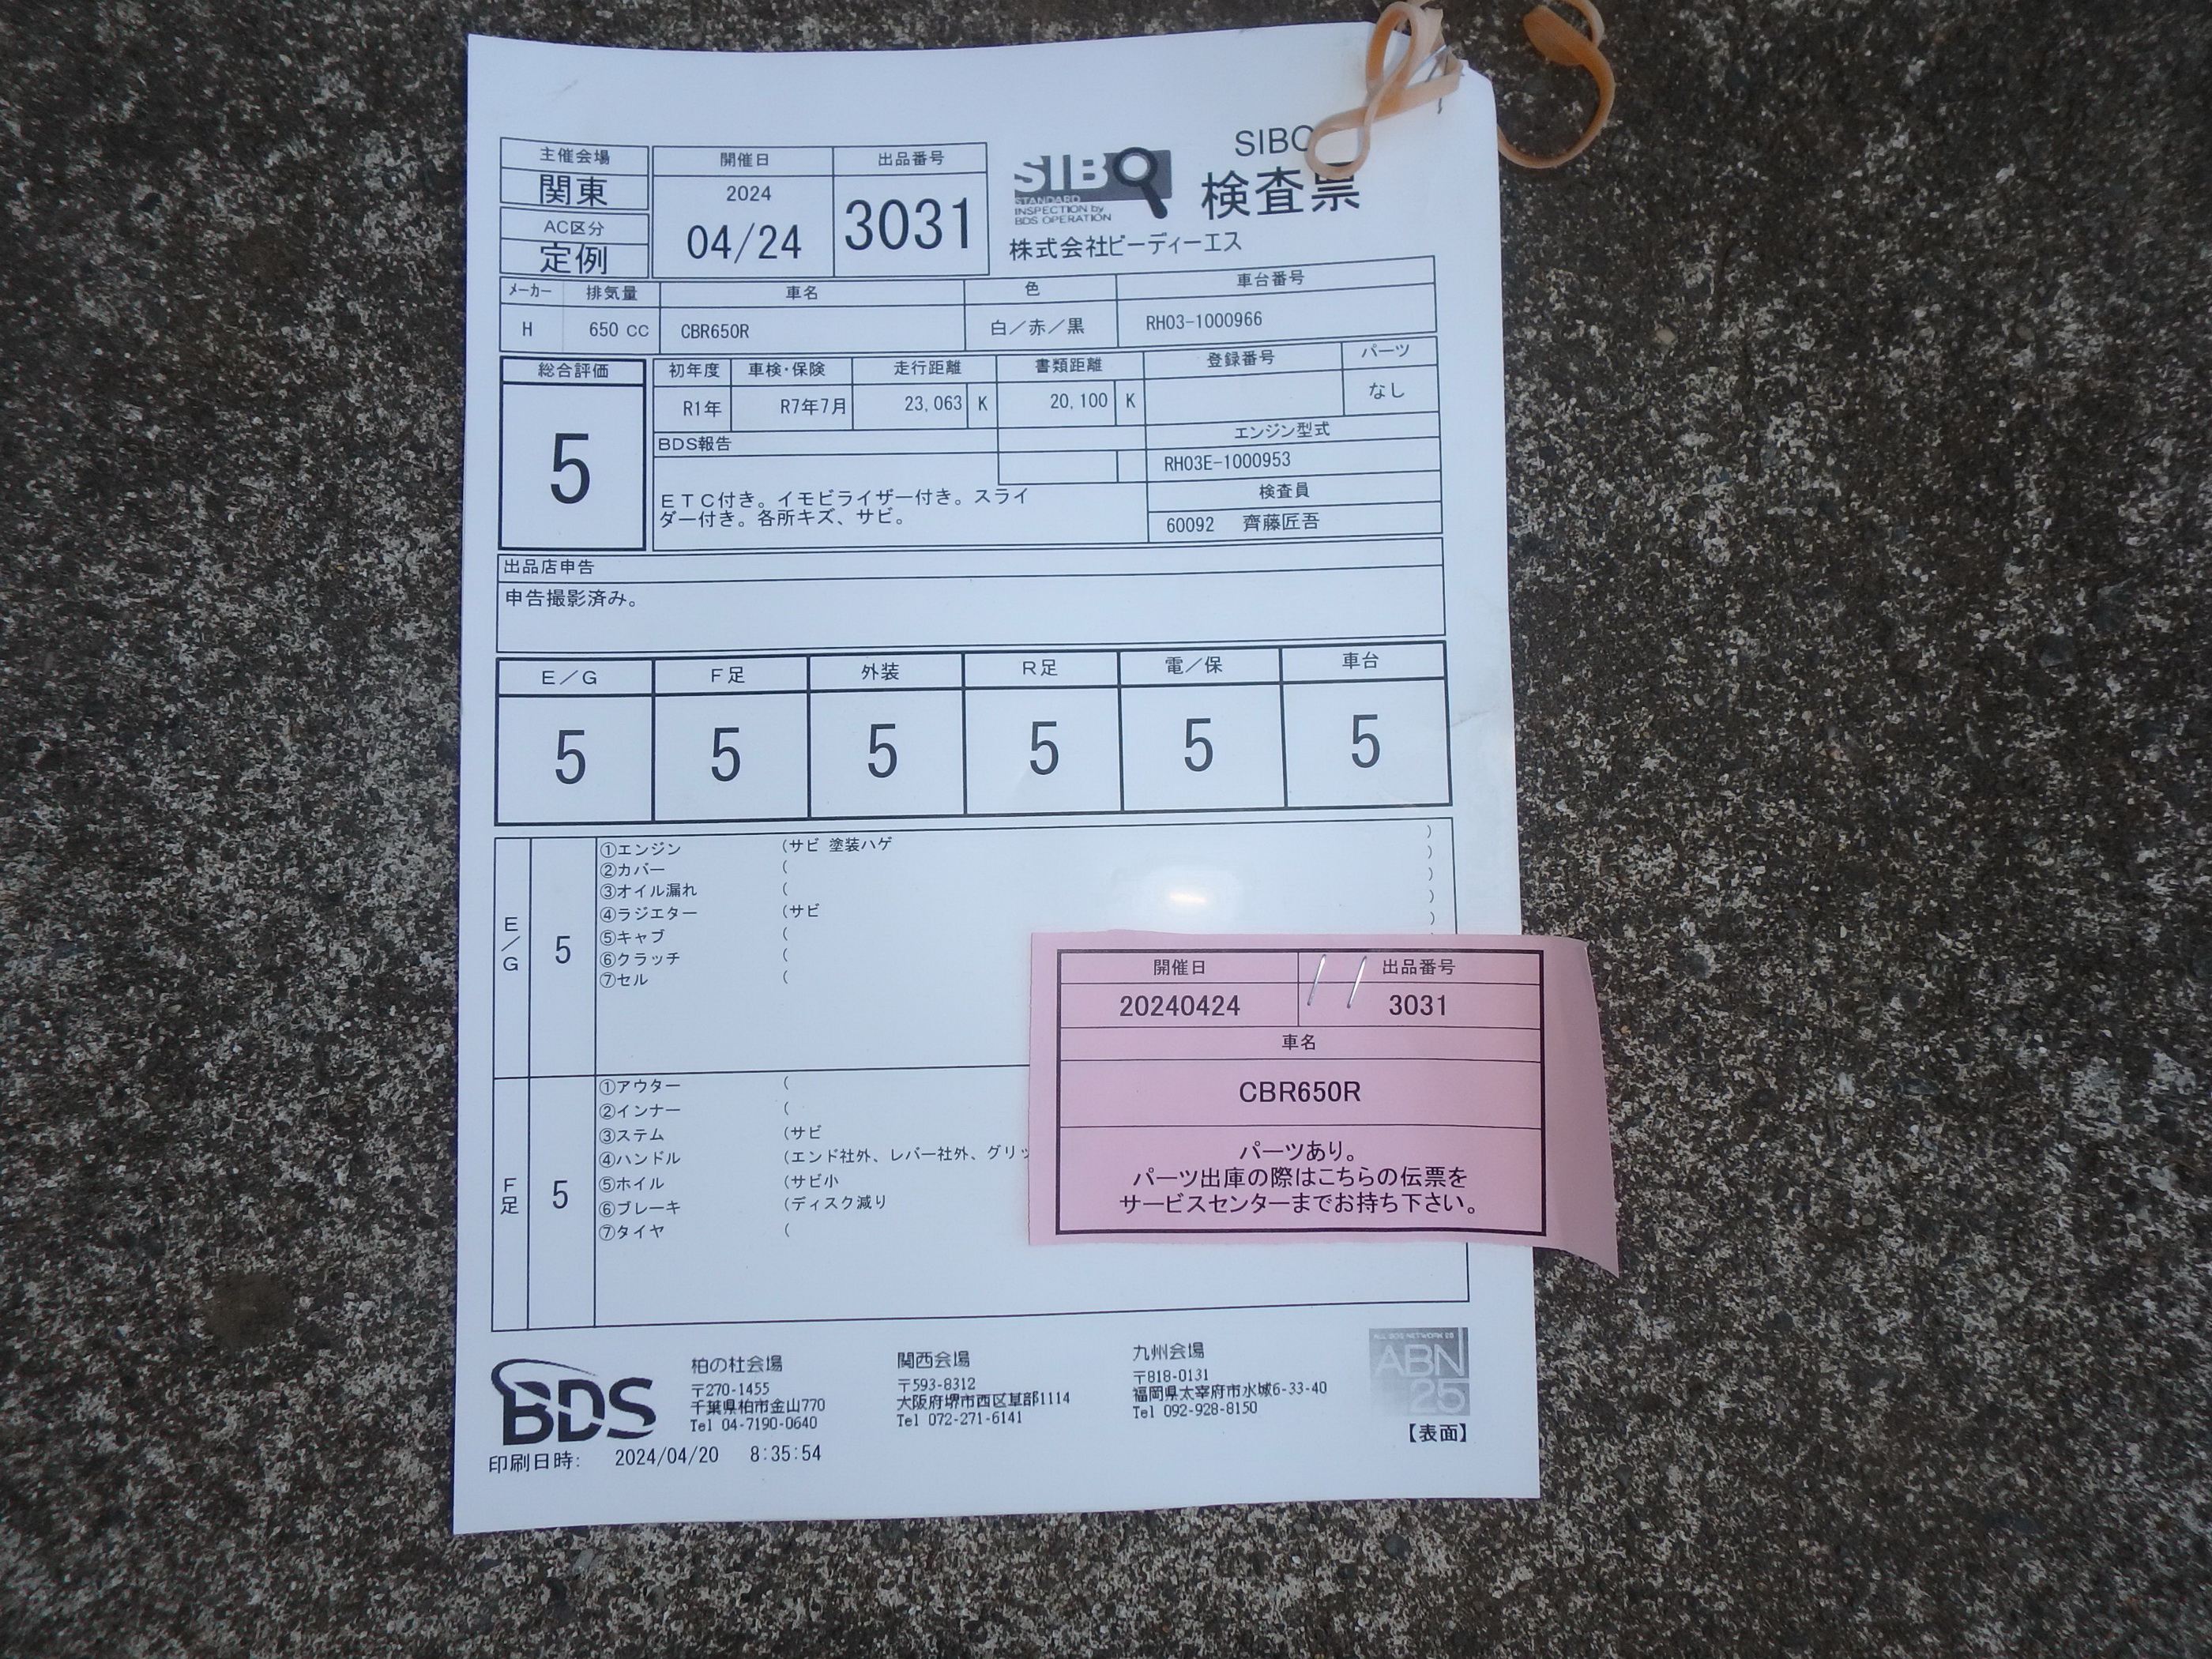 主催会場 開催日 出品番号
関東 2024
04/24 3031
AC区分
定例
SIBO
STANDARD
INSPECTION by
BDS OPERATION
検査票
株式会社ビーディーエス
メーカー 排気量 車名 色 車台番号
H 650 CC CBR650R 白/赤/黒 RH03-1000966
総合評価 初年度 車検・保険 走行距離 書類距離 登録番号 パーツ
5 R1年 R7年7月 23,063 K 20,100 K なし
BDS報告 エンジン型式
RH03E-1000953
ETC付き。イモビライザー付き。スライ
ダー付き。各所キズ、サビ。
検査員
60092 齊藤匠吾
出品店申告
申告撮影済み。
E/G F足 外装 R足 電/保 車台
5 5 5 5 5 5
E/G 5
①エンジン (サビ 塗装ハゲ )
②カバー ( )
③オイル漏れ ( )
④ラジエター (サビ )
⑤キャブ ( )
⑥クラッチ (
⑦セル (
F足 5
①アウター (
②インナー (
③ステム (サビ
④ハンドル (エンド社外、レバー社外、グリッ
⑤ホイル (サビ小
⑥ブレーキ (ディスク減り
⑦タイヤ (
開催日 出品番号
20240424 3031
車名
CBR650R
パーツあり。
パーツ出庫の際はこちらの伝票を
サービスセンターまでお持ち下さい。
BDS
柏の杜会場
〒270-1455
千葉県柏市金山770
Tel 04-7190-0640
関西会場
〒593-8312
大阪府堺市西区草部1114
Tel 072-271-6141
九州会場
〒818-0131
福岡県太宰府市水城6-33-40
Tel 092-928-8150
ABN
25
【表面】
印刷日時: 2024/04/20 8:35:54